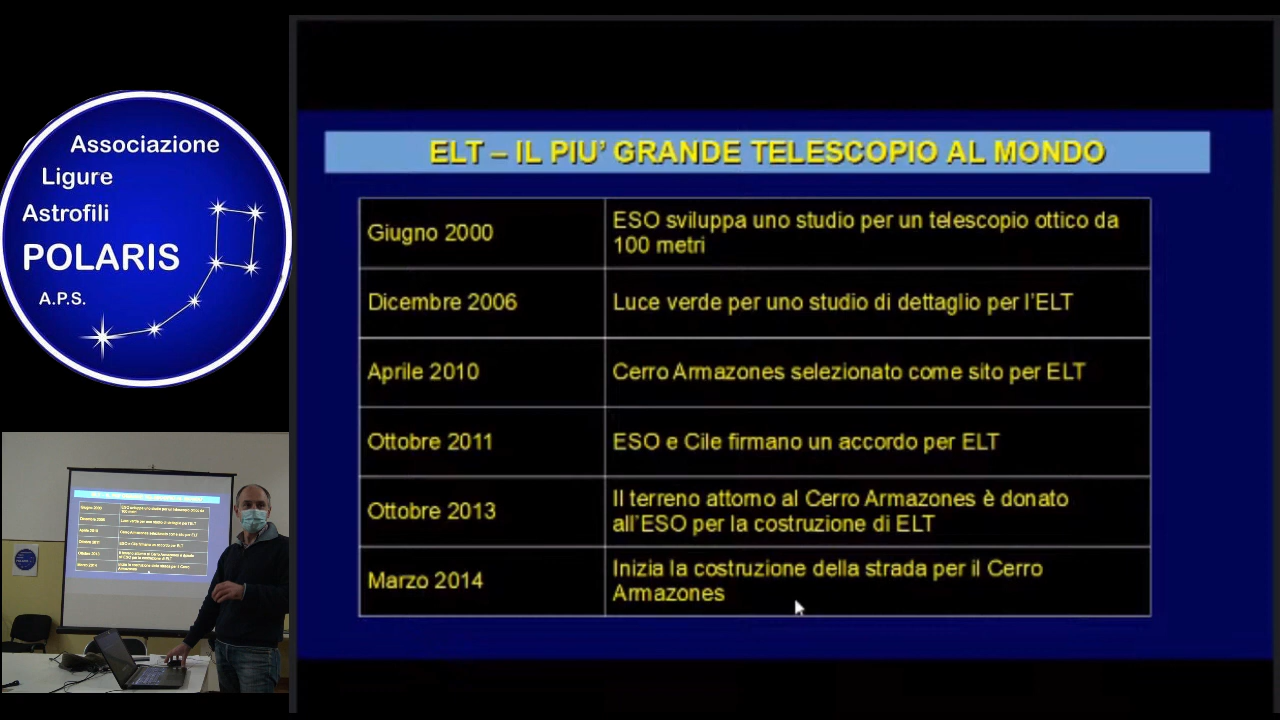 Associazione
Ligure
Astrofili
POLARIS
A.P.S.
ELT – IL PIU’ GRANDE TELESCOPIO AL MONDO
Giugno 2000
ESO sviluppa uno studio per un telescopio ottico da
100 metri
Dicembre 2006
Luce verde per uno studio di dettaglio per l’ELT
Aprile 2010
Cerro Armazones selezionato come sito per ELT
Ottobre 2011
ESO e Cile firmano un accordo per ELT
Ottobre 2013
Il terreno attorno al Cerro Armazones è donato
all’ESO per la costruzione di ELT
Marzo 2014
Inizia la costruzione della strada per il Cerro
Armazones